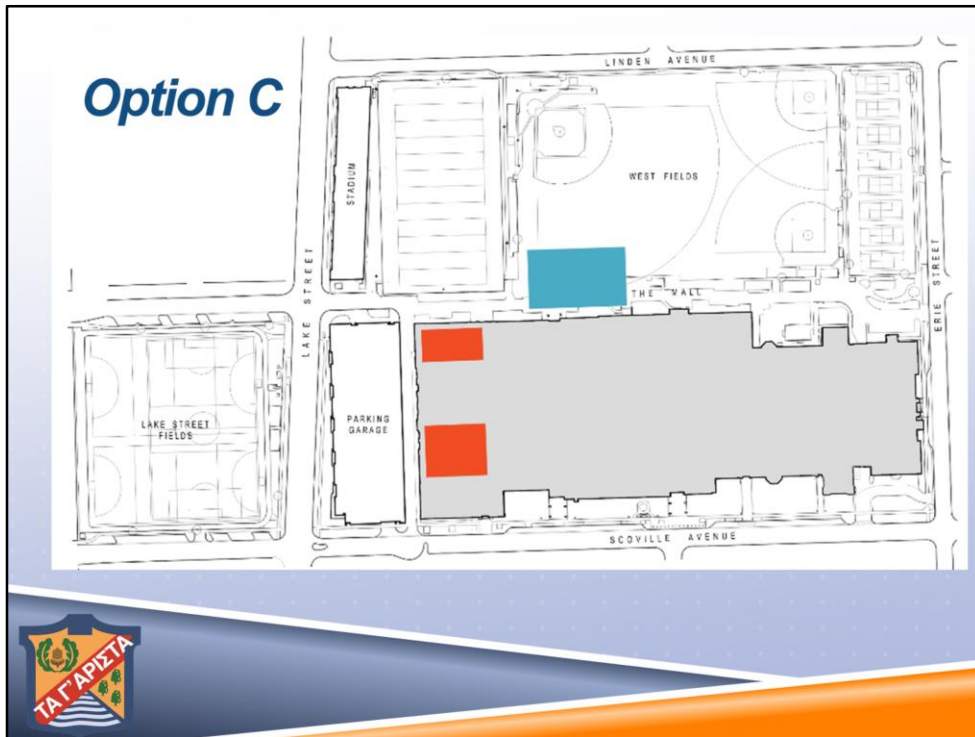 Option C
LINDEN AVENUE
STADIUM
WEST FIELDS
LAKE STREET
THE MALL
ERIE STREET
LAKE STREET
FIELDS
PARKING
GARAGE
SCOVILLE AVENUE
ΤΑ Γ'ΑΡΙΣΤΑ